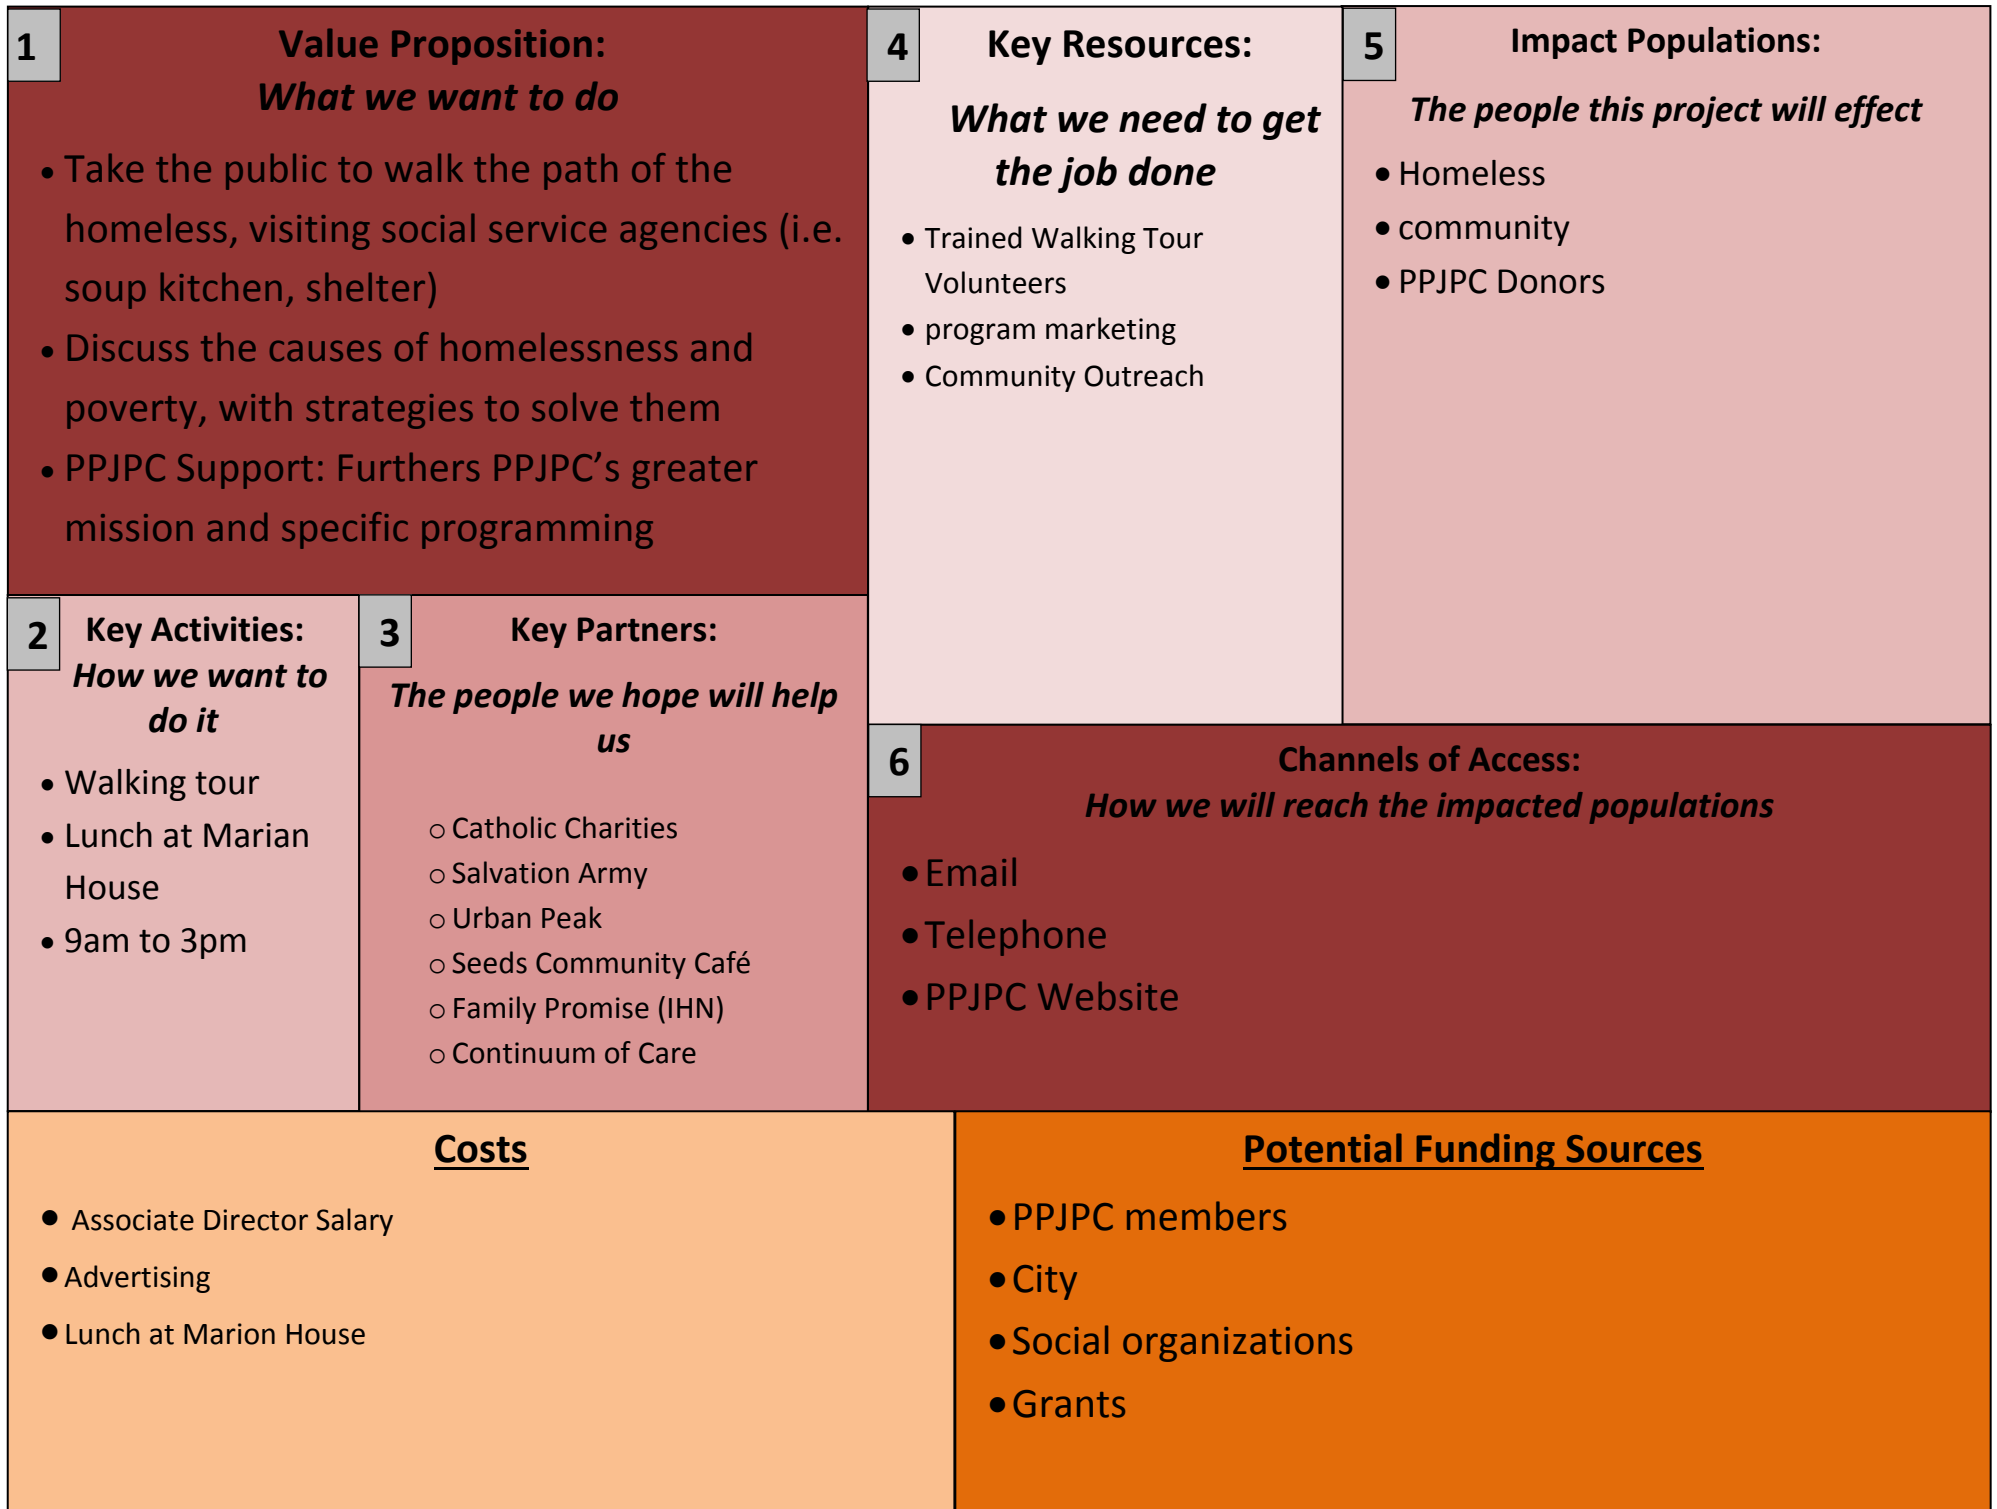 1
Value Proposition:
What we want to do
• Take the public to walk the path of the
homeless, visiting social service agencies (i.e.
soup kitchen, shelter)
• Discuss the causes of homelessness and
poverty, with strategies to solve them
• PPJPC Support: Furthers PPJPC’s greater
mission and specific programming
2
Key Activities:
How we want to
do it
• Walking tour
• Lunch at Marian
House
• 9am to 3pm
3
Key Partners:
The people we hope will help
us
○ Catholic Charities
○ Salvation Army
○ Urban Peak
○ Seeds Community Café
○ Family Promise (IHN)
○ Continuum of Care
4
Key Resources:
What we need to get
the job done
• Trained Walking Tour
Volunteers
• program marketing
• Community Outreach
5
Impact Populations:
The people this project will effect
• Homeless
• community
• PPJPC Donors
6
Channels of Access:
How we will reach the impacted populations
• Email
• Telephone
• PPJPC Website
Costs
• Associate Director Salary
• Advertising
• Lunch at Marion House
Potential Funding Sources
• PPJPC members
• City
• Social organizations
• Grants